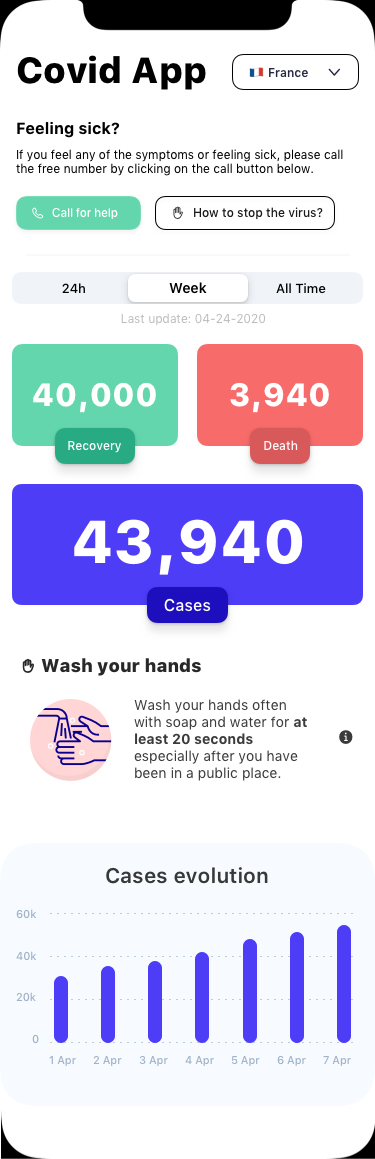 Covid App
France
Feeling sick?
If you feel any of the symptoms or feeling sick, please call
the free number by clicking on the call button below.
Call for help
How to stop the virus?
24h
Week
All Time
Last update: 04-24-2020
40,000
Recovery
3,940
Death
43,940
Cases
Wash your hands
Wash your hands often
with soap and water for at
least 20 seconds
especially after you have
been in a public place.
Cases evolution
60k
40k
20k
0
1 Apr
2 Apr
3 Apr
4 Apr
5 Apr
6 Apr
7 Apr